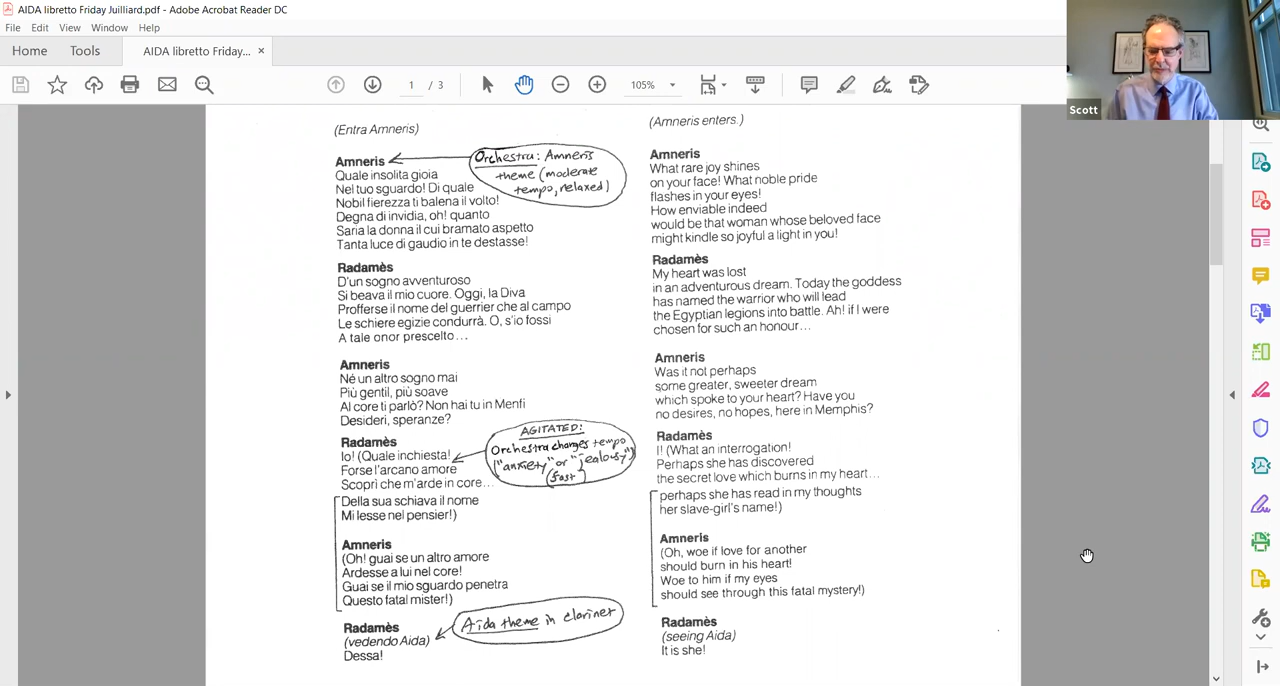 AIDA libretto Friday Juilliard.pdf - Adobe Acrobat Reader DC
File Edit View Window Help
Home Tools AIDA libretto Friday... ×
1 / 3 105%
Scott
(Entra Amneris)
Amneris
Quale insolita gioia
Nel tuo sguardo! Di quale
Nobil fierezza ti balena il volto!
Degna di invidia, oh! quanto
Saria la donna il cui bramato aspetto
Tanta luce di gaudio in te destasse!
Orchestra: Amneris
theme (moderate
tempo, relaxed)
Radamès
D'un sogno avventuroso
Si beava il mio cuore. Oggi, la Diva
Profferse il nome del guerrier che al campo
Le schiere egizie condurrà. O, s'io fossi
A tale onor prescelto...
Amneris
Né un altro sogno mai
Più gentil, più soave
Al core ti parlò? Non hai tu in Menfi
Desideri, speranze?
Radamès
Io! (Quale inchiesta!
Forse l'arcano amore
Scoprì che m'arde in core...
AGITATED:
Orchestra changes tempo
("anxiety" or "jealousy")
(fast)
Della sua schiava il nome
Mi lesse nel pensier!)
Amneris
(Oh! guai se un altro amore
Ardesse a lui nel core!
Guai se il mio sguardo penetra
Questo fatal mister!)
Radamès
(vedendo Aida)
Dessa!
Aida theme in clarinet
(Amneris enters.)
Amneris
What rare joy shines
on your face! What noble pride
flashes in your eyes!
How enviable indeed
would be that woman whose beloved face
might kindle so joyful a light in you!
Radamès
My heart was lost
in an adventurous dream. Today the goddess
has named the warrior who will lead
the Egyptian legions into battle. Ah! if I were
chosen for such an honour...
Amneris
Was it not perhaps
some greater, sweeter dream
which spoke to your heart? Have you
no desires, no hopes, here in Memphis?
Radamès
I! (What an interrogation!
Perhaps she has discovered
the secret love which burns in my heart...
perhaps she has read in my thoughts
her slave-girl's name!)
Amneris
(Oh, woe if love for another
should burn in his heart!
Woe to him if my eyes
should see through this fatal mystery!)
Radamès
(seeing Aida)
It is she!